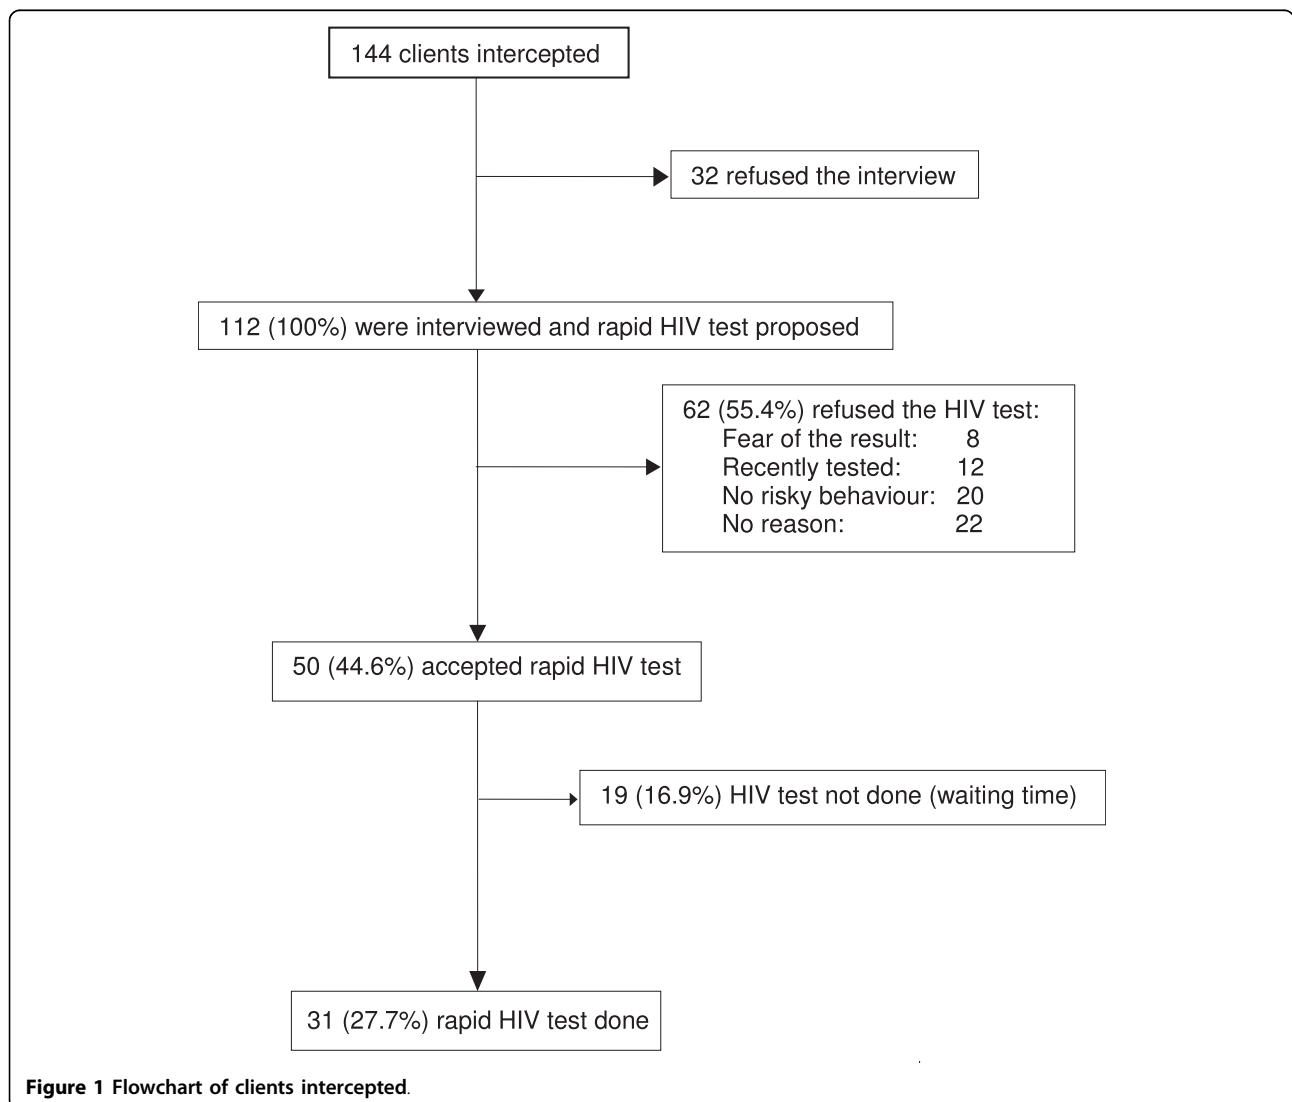 144 clients intercepted
32 refused the interview
112 (100%) were interviewed and rapid HIV test proposed
62 (55.4%) refused the HIV test:
Fear of the result: 8
Recently tested: 12
No risky behaviour: 20
No reason: 22
50 (44.6%) accepted rapid HIV test
19 (16.9%) HIV test not done (waiting time)
31 (27.7%) rapid HIV test done
Figure 1 Flowchart of clients intercepted.